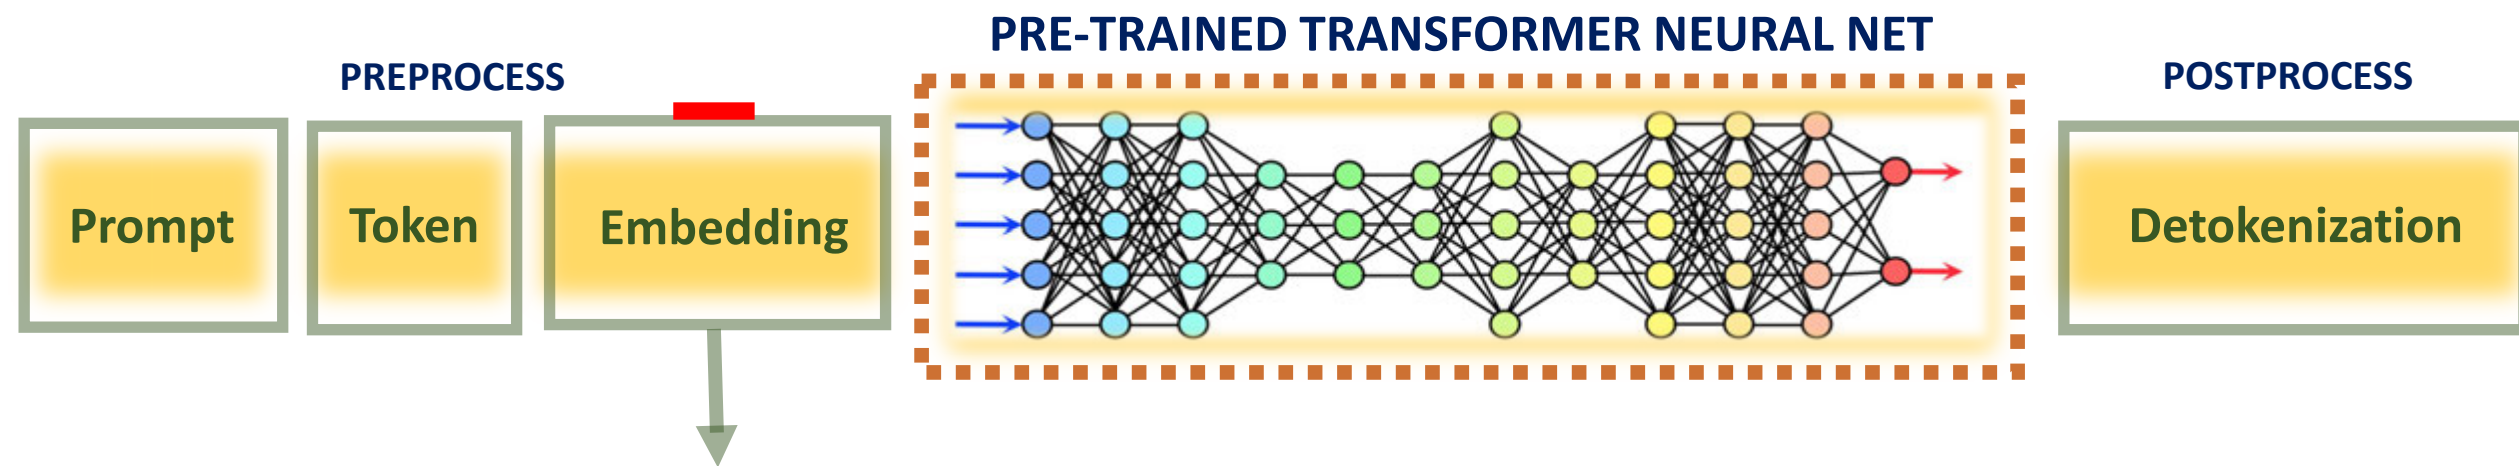 PRE-TRAINED TRANSFORMER NEURAL NET
PREPROCESS
POSTPROCESS
Prompt
Token
Embedding
Detokenization